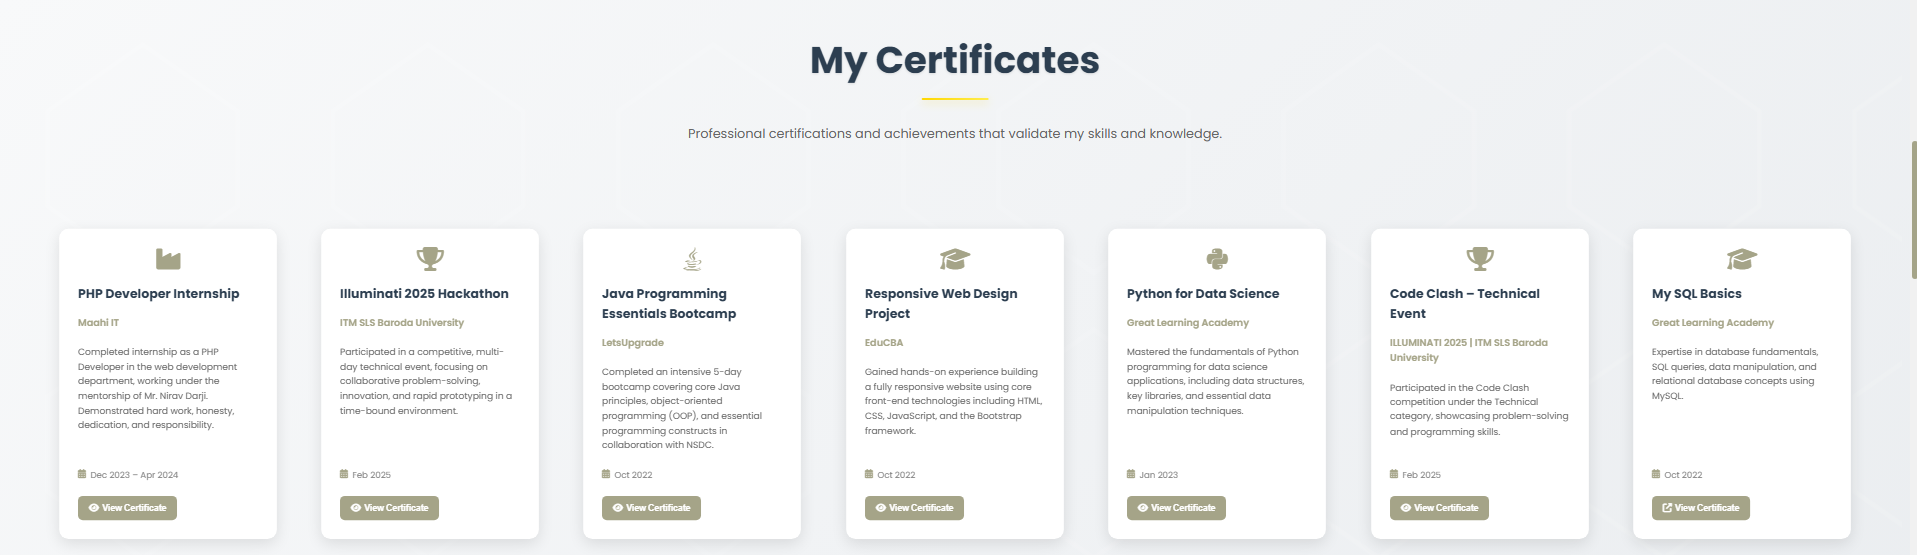 My Certificates
Professional certifications and achievements that validate my skills and knowledge.
PHP Developer Internship
Maahi IT
Completed internship as a PHP
Developer in the web development
department, working under the
mentorship of Mr. Nirav Darji.
Demonstrated hard work, honesty,
dedication, and responsibility.
Dec 2023 – Apr 2024
View Certificate
Illuminati 2025 Hackathon
ITM SLS Baroda University
Participated in a competitive, multi-
day technical event, focusing on
collaborative problem-solving,
innovation, and rapid prototyping in a
time-bound environment.
Feb 2025
View Certificate
Java Programming
Essentials Bootcamp
LetsUpgrade
Completed an intensive 5-day
bootcamp covering core Java
principles, object-oriented
programming (OOP), and essential
programming constructs in
collaboration with NSDC.
Oct 2022
View Certificate
Responsive Web Design
Project
EduCBA
Gained hands-on experience building
a fully responsive website using core
front-end technologies including HTML,
CSS, JavaScript, and the Bootstrap
framework.
Oct 2022
View Certificate
Python for Data Science
Great Learning Academy
Mastered the fundamentals of Python
programming for data science
applications, including data structures,
key libraries, and essential data
manipulation techniques.
Jan 2023
View Certificate
Code Clash – Technical
Event
ILLUMINATI 2025 | ITM SLS Baroda
University
Participated in the Code Clash
competition under the Technical
category, showcasing problem-solving
and programming skills.
Feb 2025
View Certificate
My SQL Basics
Great Learning Academy
Expertise in database fundamentals,
SQL queries, data manipulation, and
relational database concepts using
MySQL.
Oct 2022
View Certificate